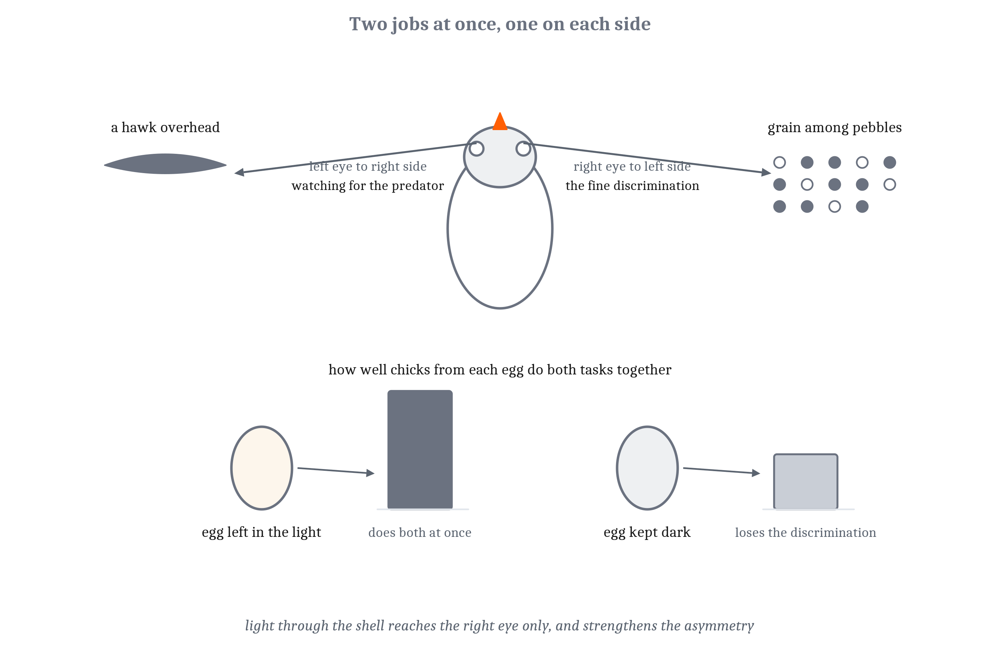 Two jobs at once, one on each side
a hawk overhead
grain among pebbles
left eye to right side
watching for the predator
right eye to left side
the fine discrimination
how well chicks from each egg do both tasks together
egg left in the light
does both at once
egg kept dark
loses the discrimination
light through the shell reaches the right eye only, and strengthens the asymmetry